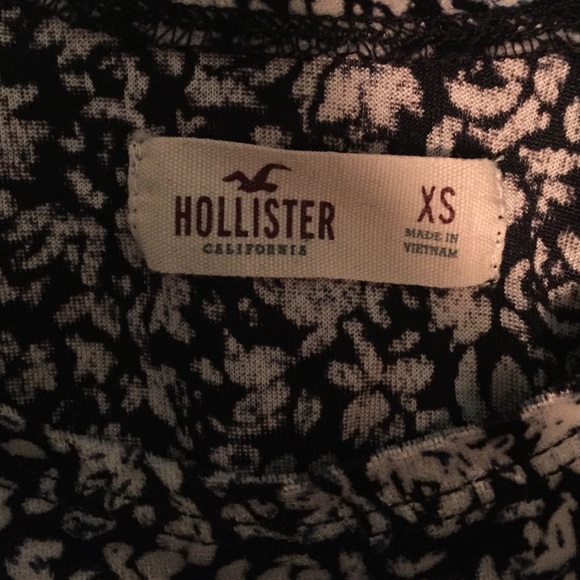 HOLLISTER
CALIFORNIA
XS
MADE IN
VIETNAM